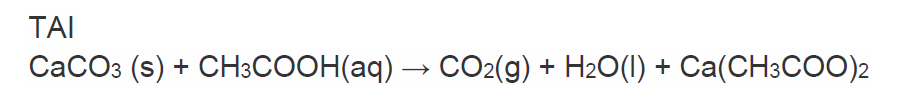 TAI
CaCO₃ (s) + CH₃COOH(aq) → CO₂(g) + H₂O(l) + Ca(CH₃COO)₂